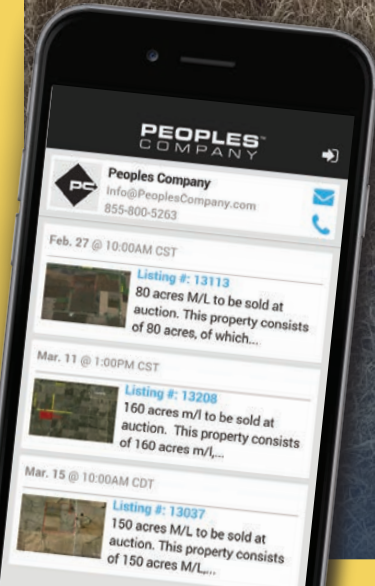 PEOPLES™
COMPANY
PC
Peoples Company
Info@PeoplesCompany.com
855-800-5263
Feb. 27 @ 10:00AM CST
Listing #: 13113
80 acres M/L to be sold at
auction. This property consists
of 80 acres, of which...
Mar. 11 @ 1:00PM CST
Listing #: 13208
160 acres m/l to be sold at
auction. This property consists
of 160 acres m/l,...
Mar. 15 @ 10:00AM CDT
Listing #: 13037
150 acres M/L to be sold at
auction. This property consists
of 150 acres M/L,...